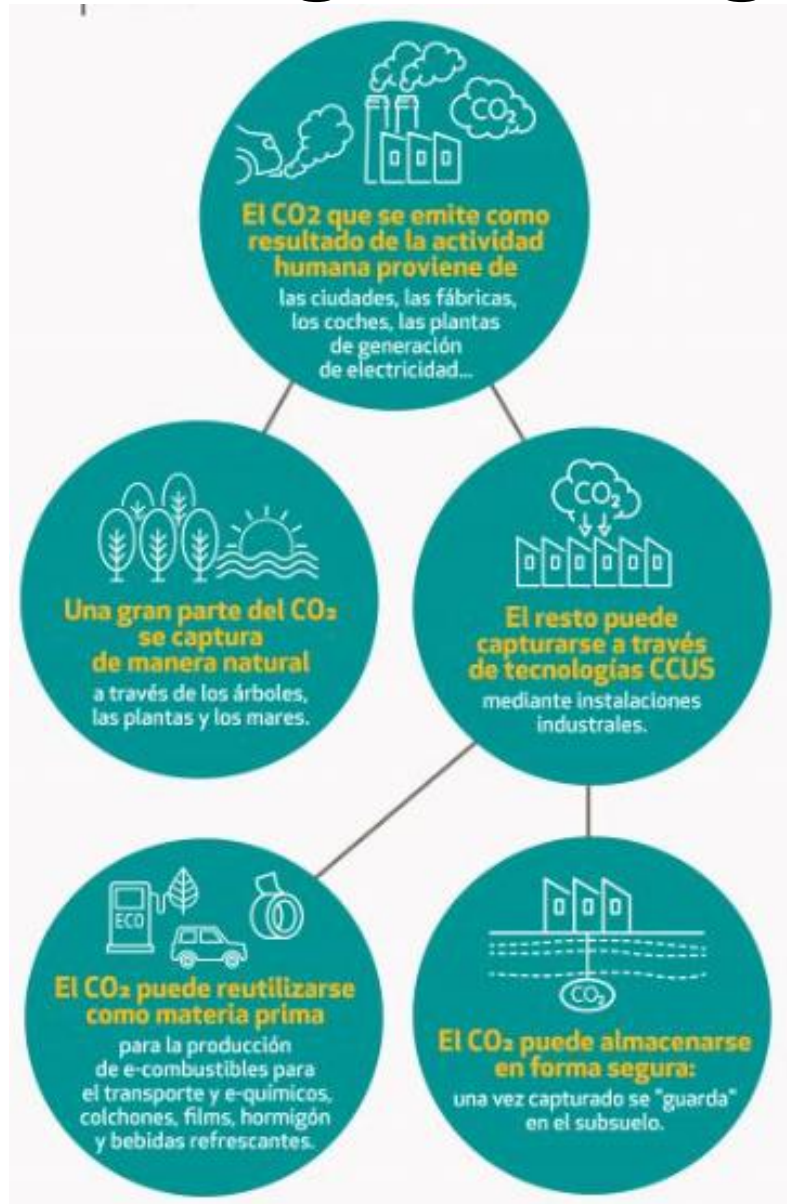 CO2
El CO2 que se emite como
resultado de la actividad
humana proviene de
las ciudades, las fábricas,
los coches, las plantas
de generación
de electricidad...
Una gran parte del CO₂
se captura
de manera natural
a través de los árboles,
las plantas y los mares.
CO2
El resto puede
capturarse a través
de tecnologías CCUS
mediante instalaciones
industrales.
ECO
El CO₂ puede reutilizarse
como materia prima
para la producción
de e-combustibles para
el transporte y e-químicos,
colchones, films, hormigón
y bebidas refrescantes.
CO2
El CO₂ puede almacenarse
en forma segura:
una vez capturado se "guarda"
en el subsuelo.